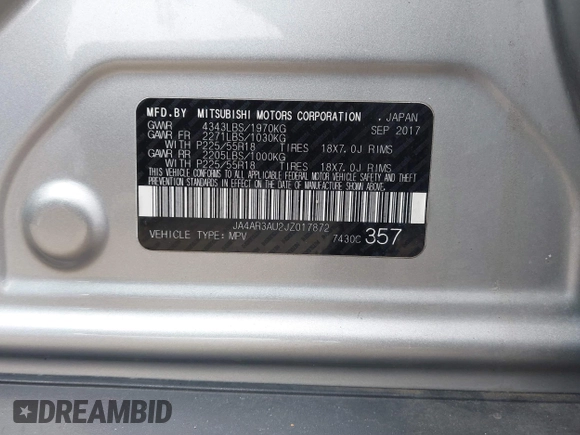 MFD.BY MITSUBISHI MOTORS CORPORATION , JAPAN
GVWR 4343LBS/1970KG SEP 2017
GAWR FR 2271LBS/1030KG
WITH P225/55R18 TIRES 18X7.0J RIMS
GAWR RR 2205LBS/1000KG
WITH P225/55R18 TIRES 18X7.0J RIMS
THIS VEHICLE CONFORMS TO ALL APPLICABLE FEDERAL MOTOR VEHICLE SAFETY AND THEFT
PREVENTION STANDARDS IN EFFECT ON THE DATE OF MANUFACTURE SHOWN ABOVE.
JA4AR3AU2JZ017872
VEHICLE TYPE: MPV 7430C 357
DREAMBID